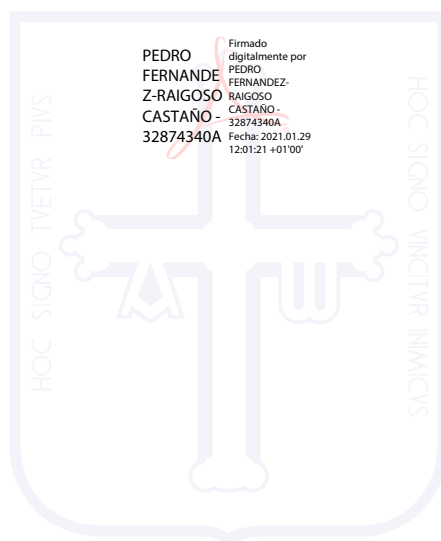 PEDRO
FERNANDE
Z-RAIGOSO
CASTAÑO -
32874340A
Firmado
digitalmente por
PEDRO
FERNANDEZ-
RAIGOSO
CASTAÑO -
32874340A
Fecha: 2021.01.29
12:01:21 +01'00'
HOC SIGNO TVETVR PIVS
HOC SIGNO VINCITVR INIMICVS
A W